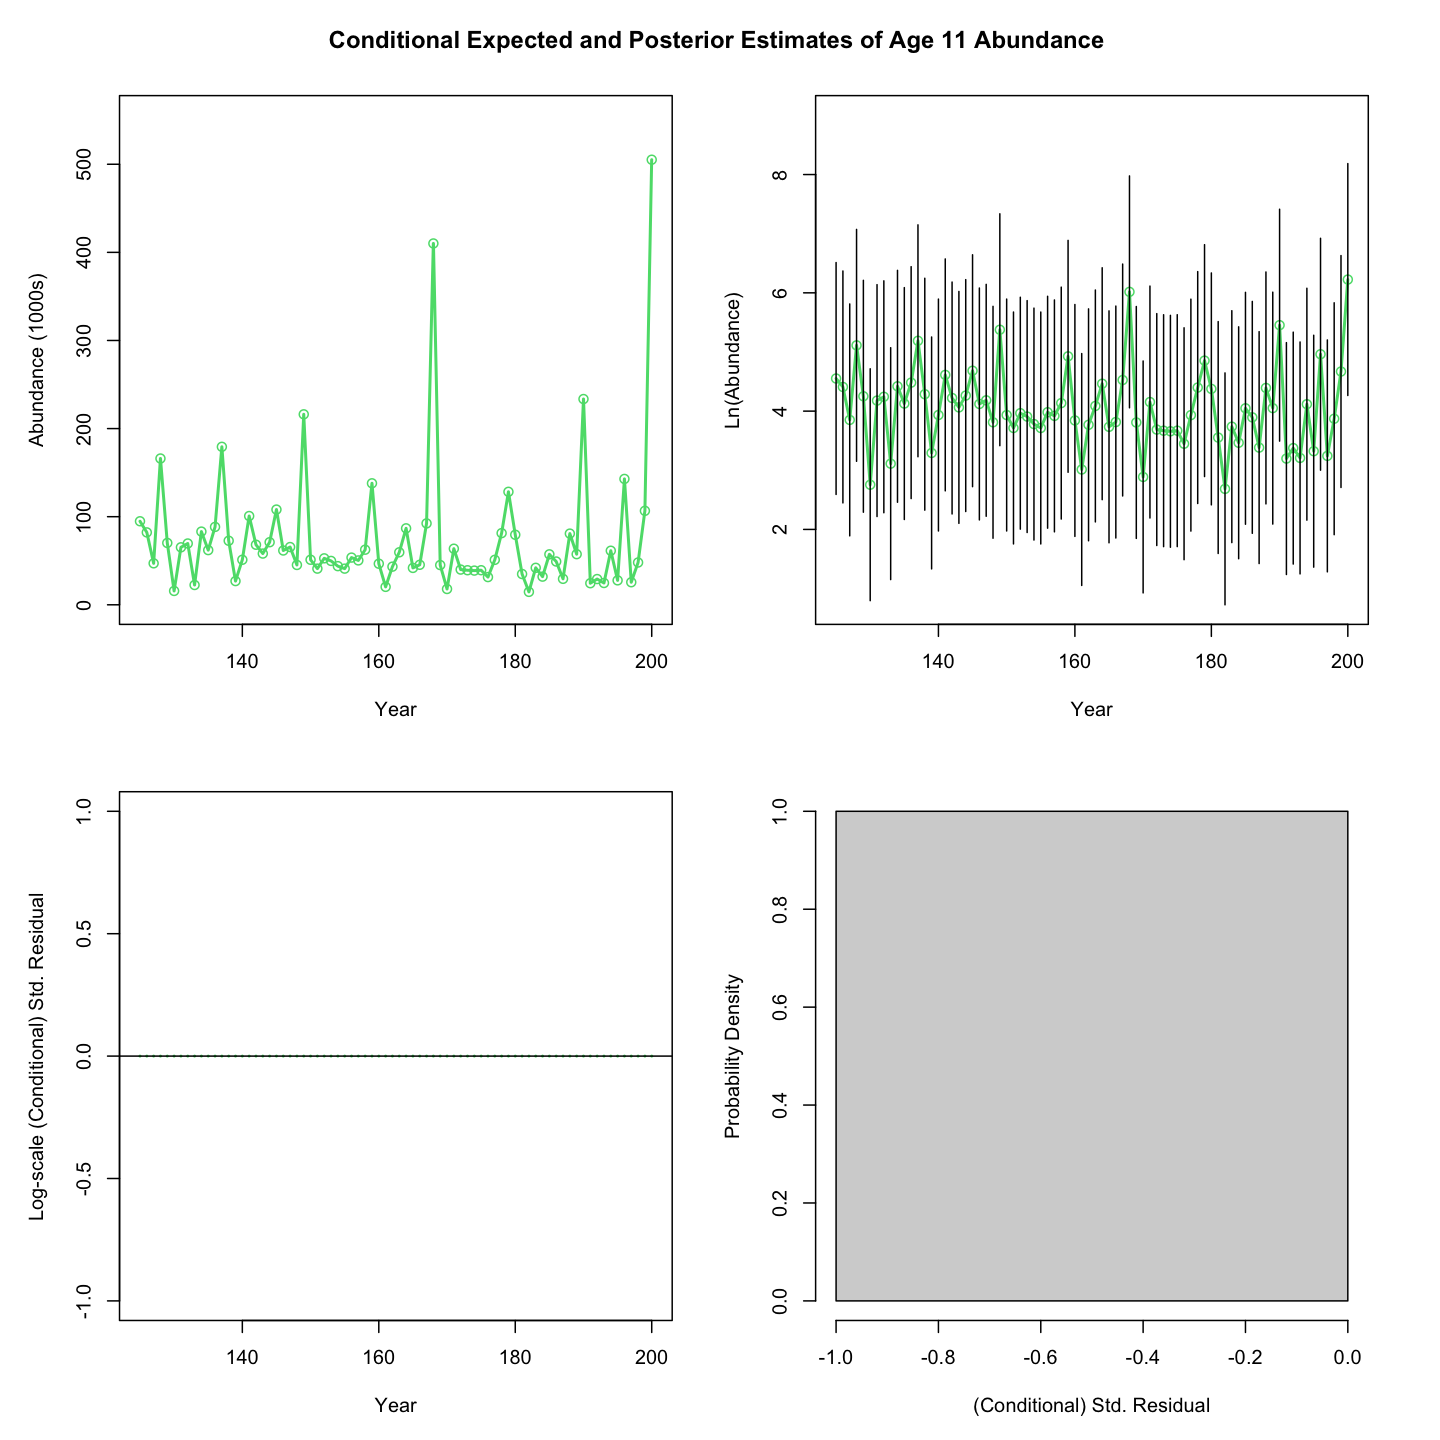 Conditional Expected and Posterior Estimates of Age 11 Abundance
Abundance (1000s)
500
400
300
200
100
0
140 160 180 200
Year
Ln(Abundance)
8
6
4
2
140 160 180 200
Year
Log-scale (Conditional) Std. Residual
1.0
0.5
0.0
-0.5
-1.0
140 160 180 200
Year
Probability Density
1.0
0.8
0.6
0.4
0.2
0.0
-1.0 -0.8 -0.6 -0.4 -0.2 0.0
(Conditional) Std. Residual